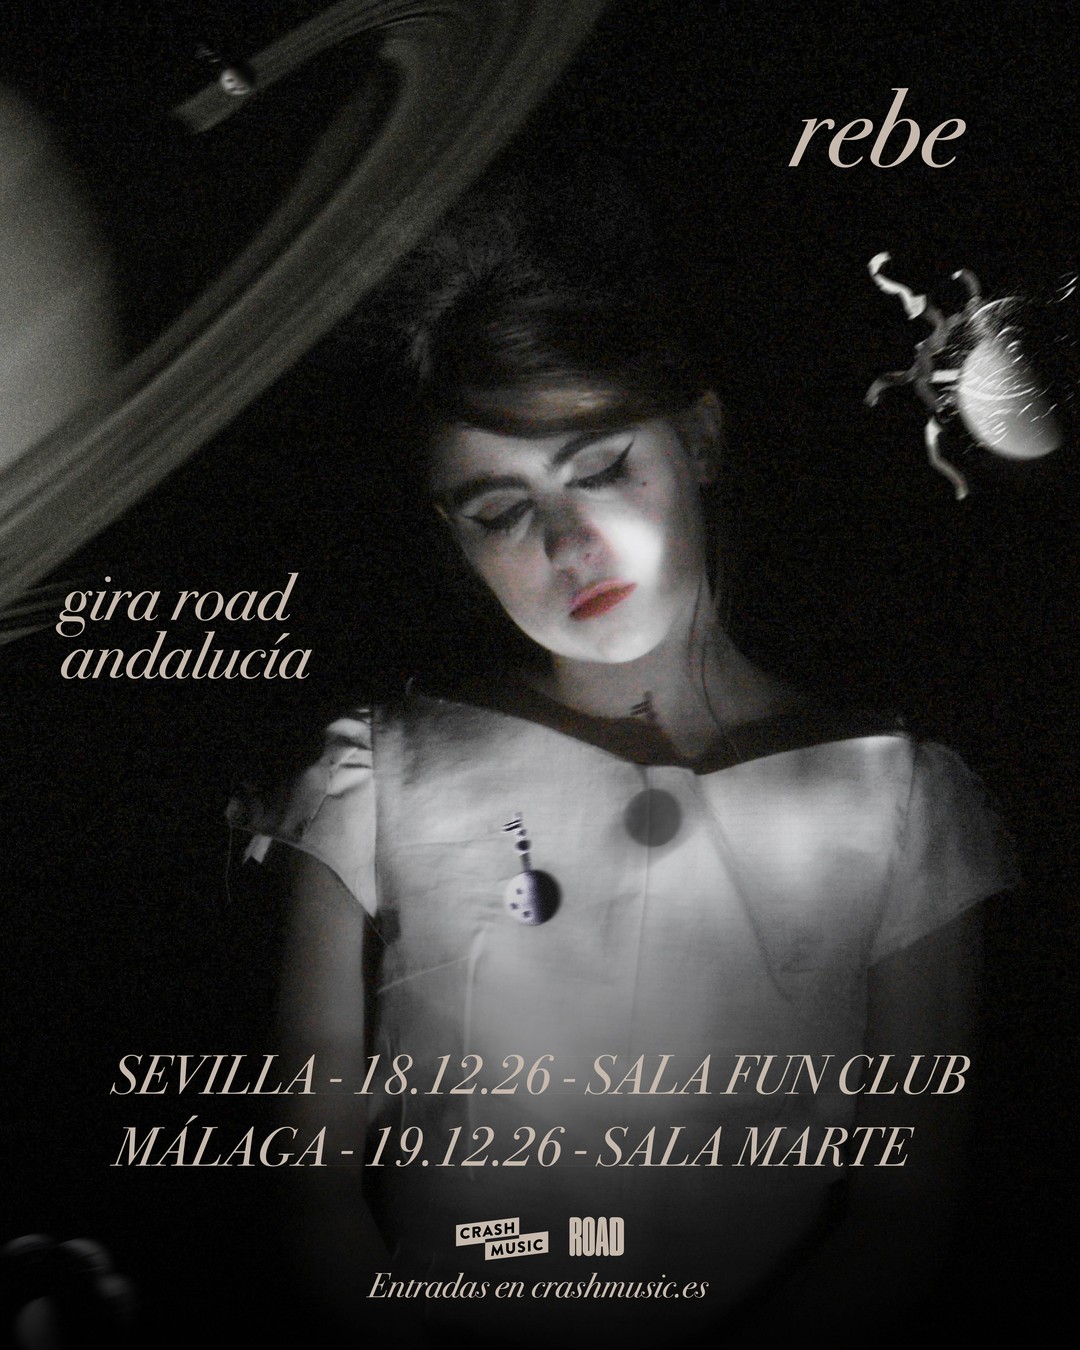 rebe
gira road
andalucía
SEVILLA - 18.12.26 - SALA FUN CLUB
MÁLAGA - 19.12.26 - SALA MARTE
CRASH
MUSIC
ROAD
Entradas en crashmusic.es